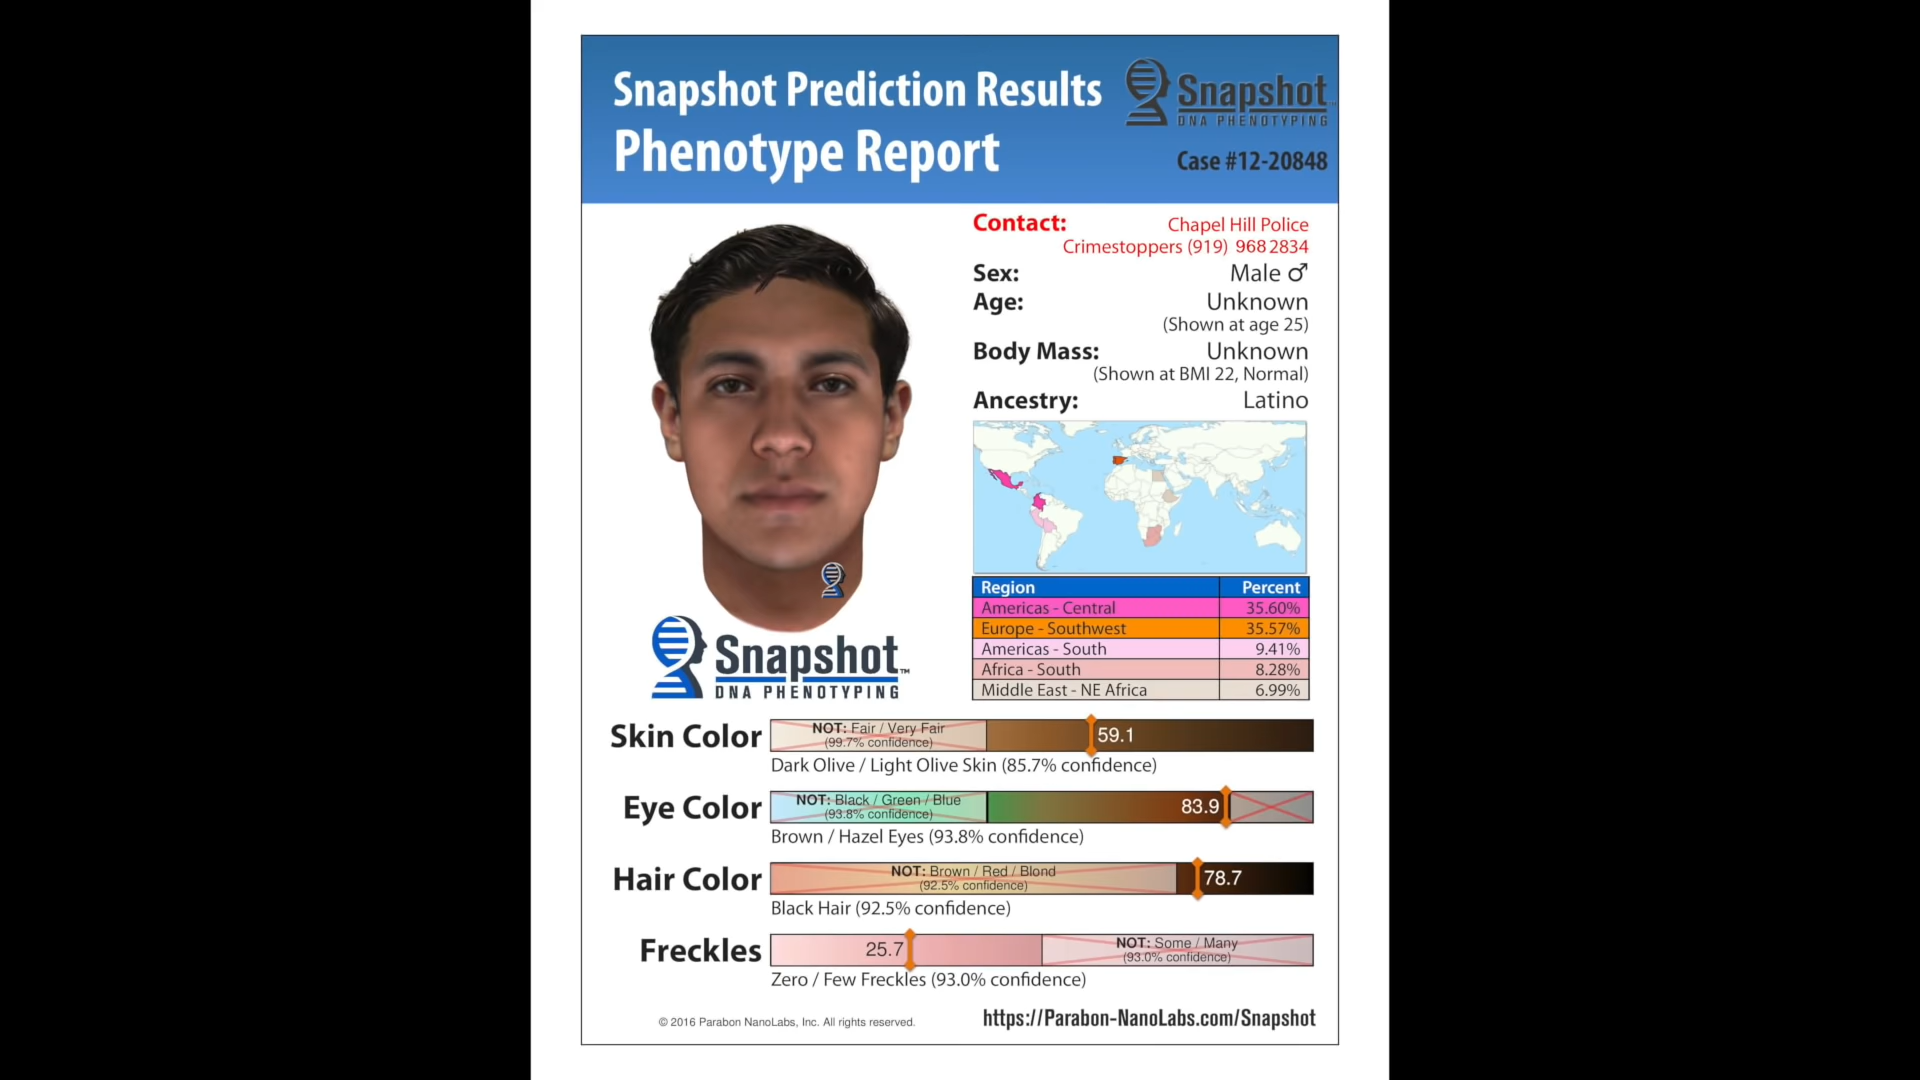 Snapshot Prediction Results
Phenotype Report
Snapshot
DNA PHENOTYPING
Case #12-20848
Contact: Chapel Hill Police
Crimestoppers (919) 968 2834
Sex: Male ♂
Age: Unknown
(Shown at age 25)
Body Mass: Unknown
(Shown at BMI 22, Normal)
Ancestry: Latino
Region Percent
Americas - Central 35.60%
Europe - Southwest 35.57%
Americas - South 9.41%
Africa - South 8.28%
Middle East - NE Africa 6.99%
Snapshot™
DNA PHENOTYPING
Skin Color
NOT: Fair / Very Fair
(99.7% confidence)
59.1
Dark Olive / Light Olive Skin (85.7% confidence)
Eye Color
NOT: Black / Green / Blue
(93.8% confidence)
83.9
Brown / Hazel Eyes (93.8% confidence)
Hair Color
NOT: Brown / Red / Blond
(92.5% confidence)
78.7
Black Hair (92.5% confidence)
Freckles
25.7
NOT: Some / Many
(93.0% confidence)
Zero / Few Freckles (93.0% confidence)
© 2016 Parabon NanoLabs, Inc. All rights reserved.
https://Parabon-NanoLabs.com/Snapshot